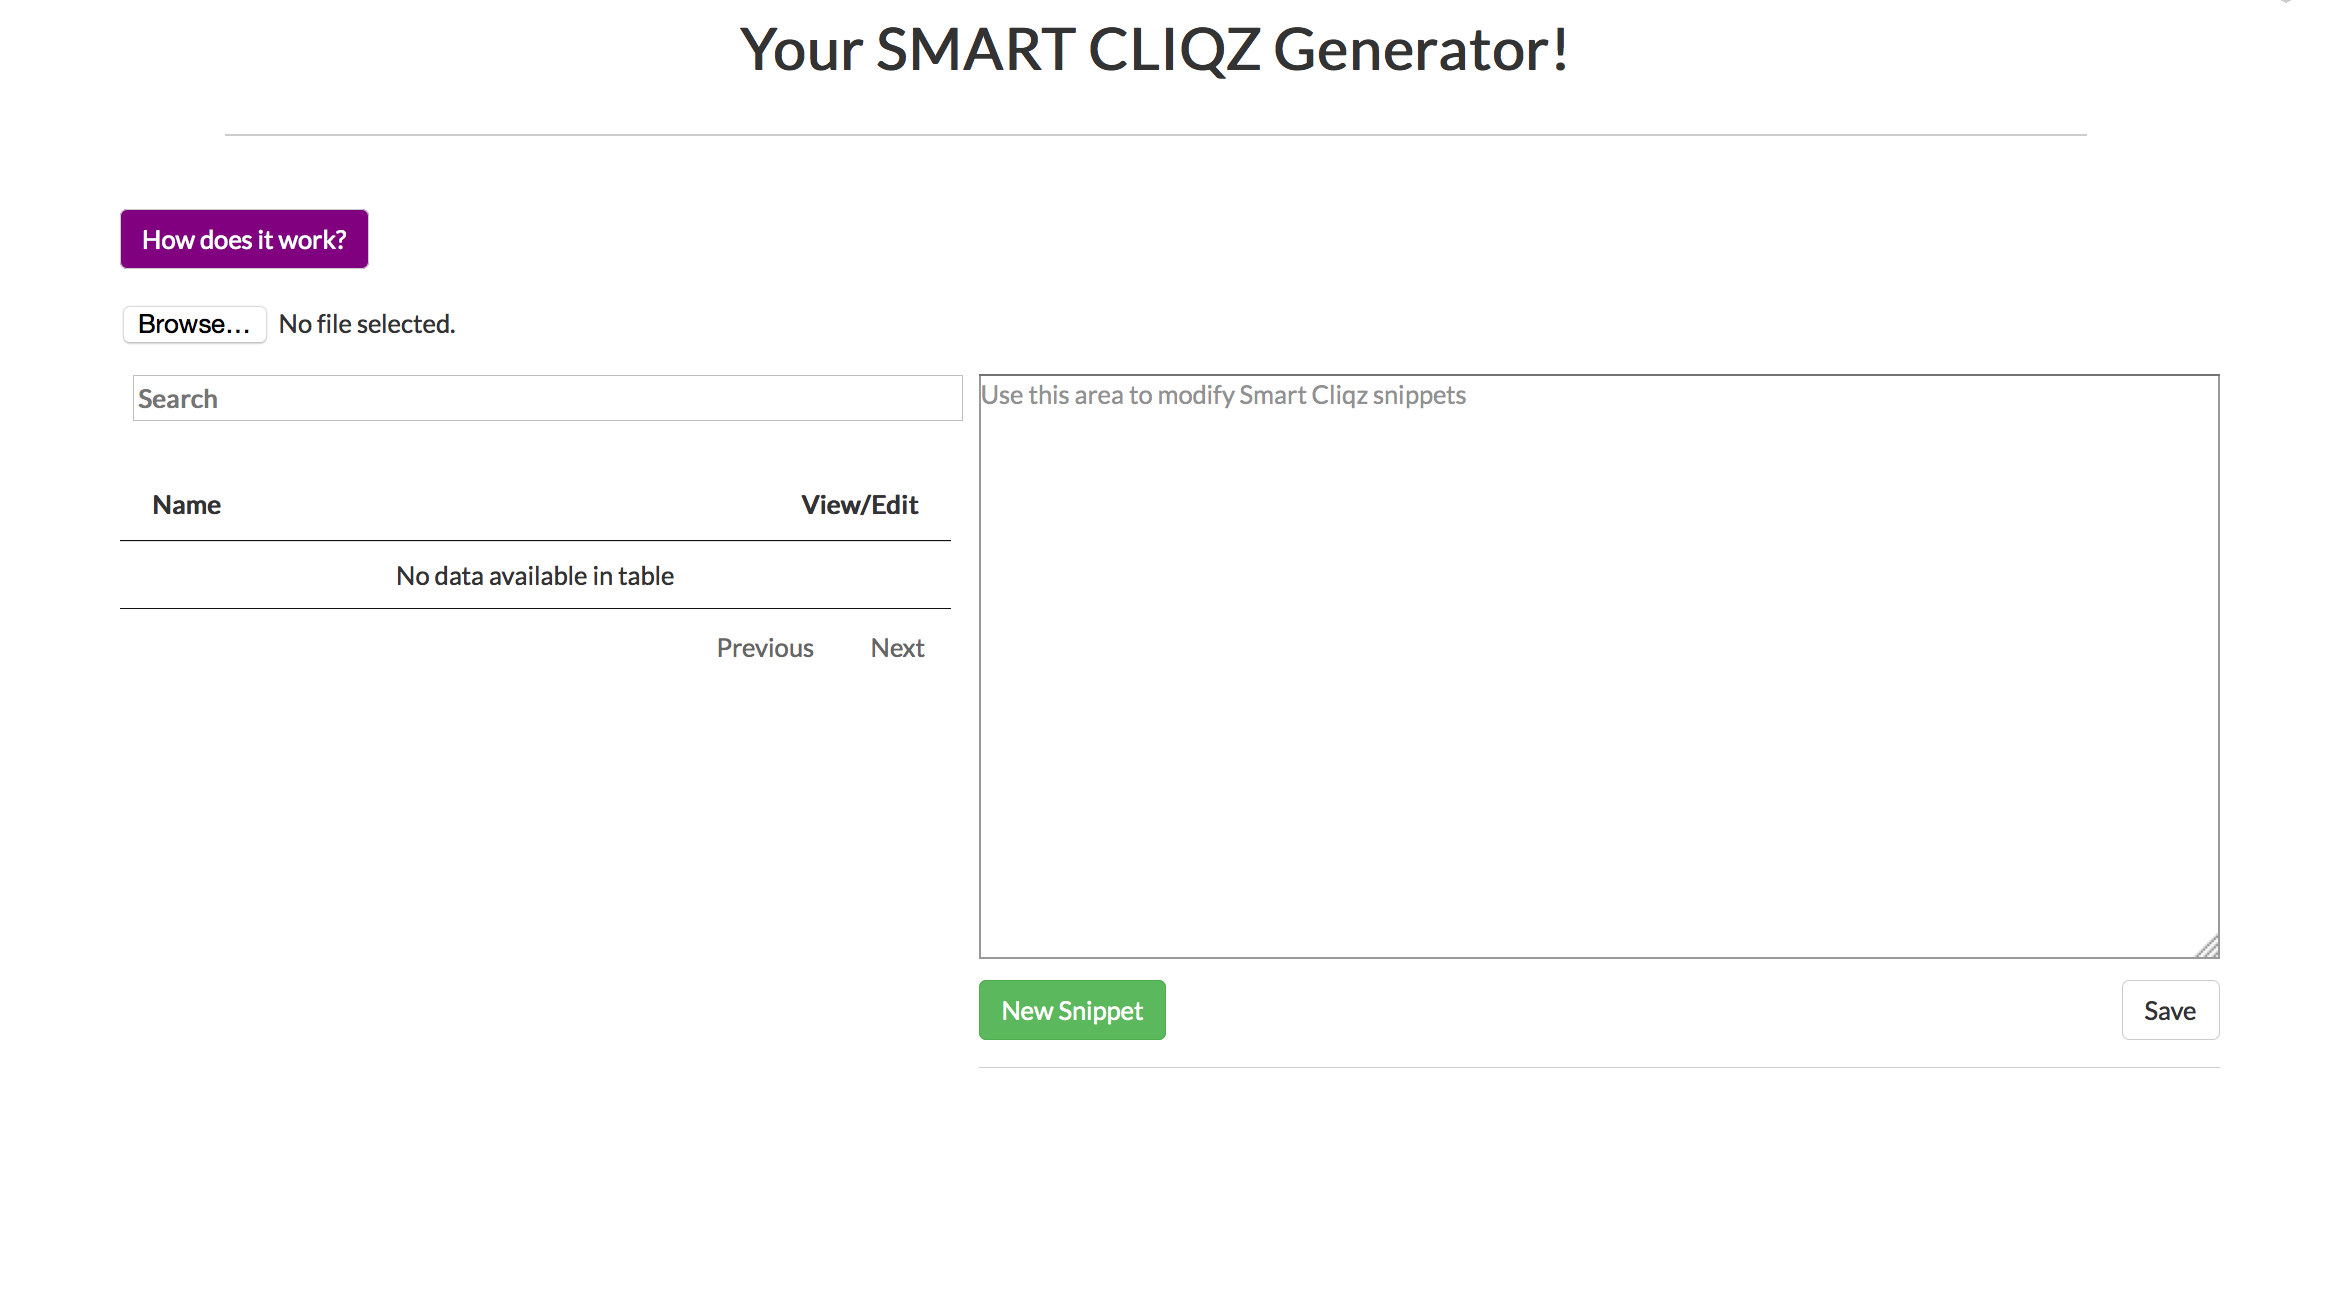 Your SMART CLIQZ Generator!
How does it work?
Browse... No file selected.
Search
Use this area to modify Smart Cliqz snippets
Name View/Edit
No data available in table
Previous Next
New Snippet Save